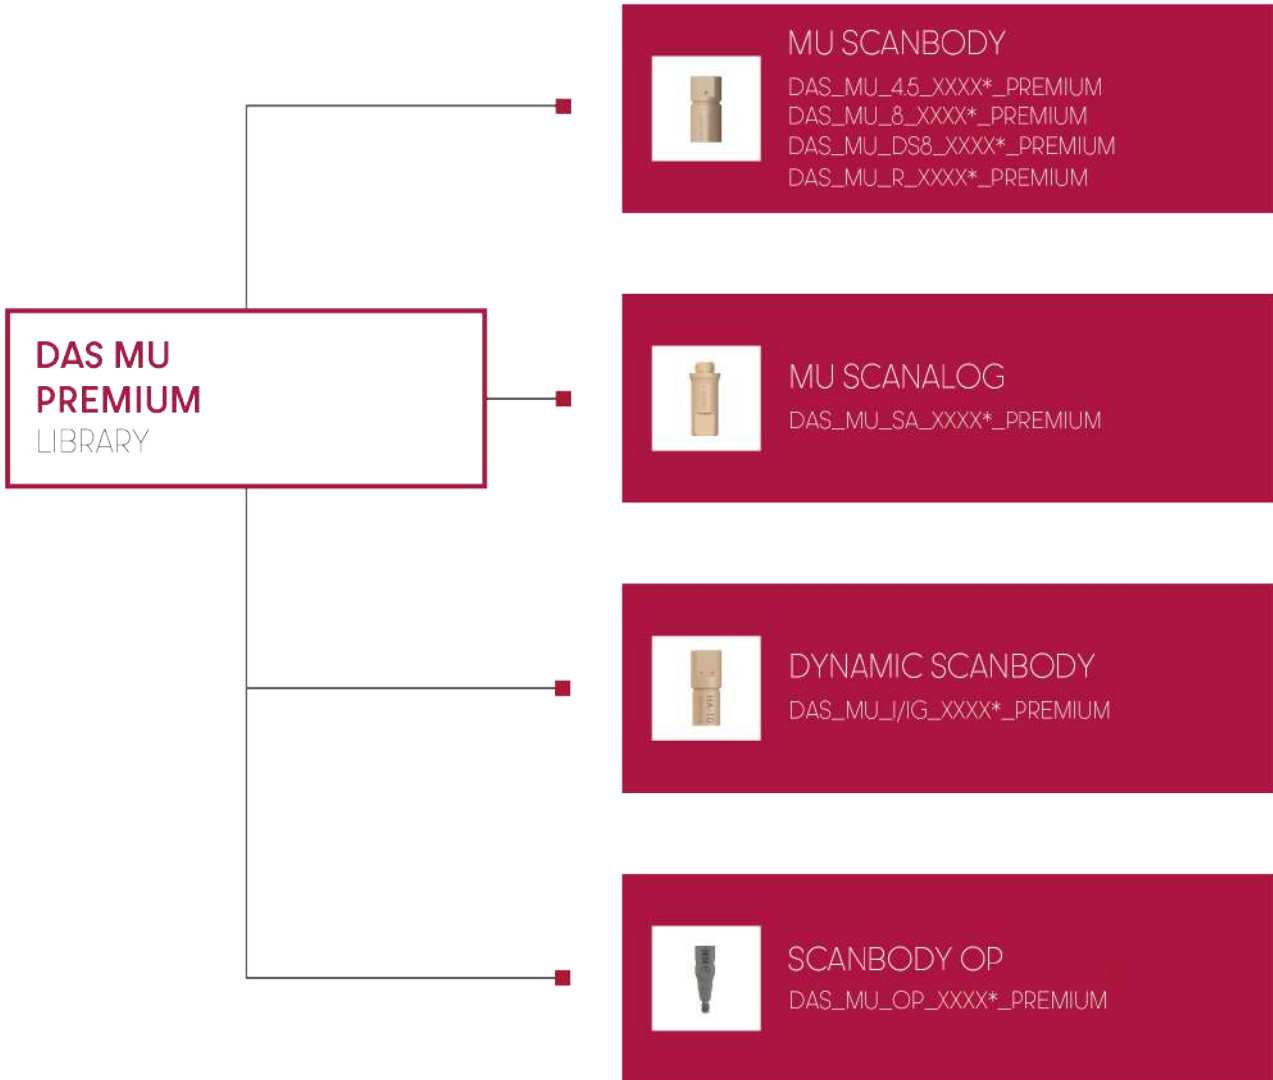 DAS MU
PREMIUM
LIBRARY
MU SCANBODY
DAS_MU_4.5_XXXX*_PREMIUM
DAS_MU_8_XXXX*_PREMIUM
DAS_MU_DS8_XXXX*_PREMIUM
DAS_MU_R_XXXX*_PREMIUM
MU SCANALOG
DAS_MU_SA_XXXX*_PREMIUM
DYNAMIC SCANBODY
DAS_MU_I/IG_XXXX*_PREMIUM
SCANBODY OP
DAS_MU_OP_XXXX*_PREMIUM